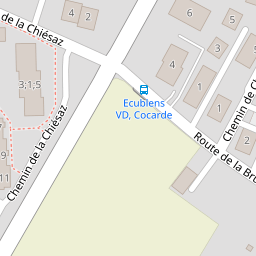 de la Chiésaz
4
2
6
5
3
4
1
1
3;1,5
Ecublens
VD, Cocarde
Chemin de la Chiésaz
9
11
Route de la Bru
Chemin de C